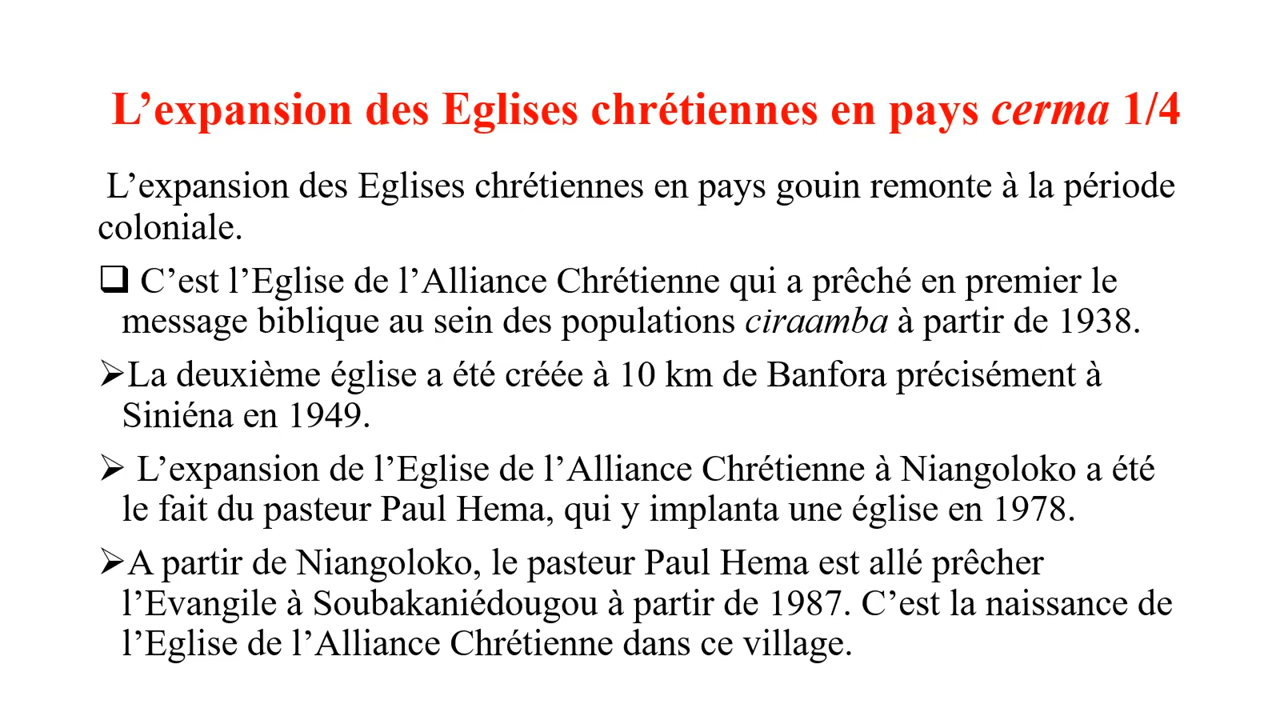 L’expansion des Eglises chrétiennes en pays cerma 1/4
L’expansion des Eglises chrétiennes en pays gouin remonte à la période
coloniale.
❑ C’est l’Eglise de l’Alliance Chrétienne qui a prêché en premier le
message biblique au sein des populations ciraamba à partir de 1938.
➢La deuxième église a été créée à 10 km de Banfora précisément à
Siniéna en 1949.
➢ L’expansion de l’Eglise de l’Alliance Chrétienne à Niangoloko a été
le fait du pasteur Paul Hema, qui y implanta une église en 1978.
➢A partir de Niangoloko, le pasteur Paul Hema est allé prêcher
l’Evangile à Soubakaniédougou à partir de 1987. C’est la naissance de
l’Eglise de l’Alliance Chrétienne dans ce village.